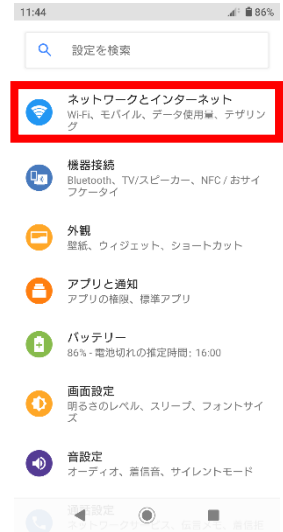 11:44
86%
設定を検索
ネットワークとインターネット
Wi-Fi、モバイル、データ使用量、テザリン
グ
機器接続
Bluetooth、TV/スピーカー、NFC / おサイ
フケータイ
外観
壁紙、ウィジェット、ショートカット
アプリと通知
アプリの権限、標準アプリ
バッテリー
86% - 電池切れの推定時間: 16:00
画面設定
明るさのレベル、スリープ、フォントサイ
ズ
音設定
オーディオ、着信音、サイレントモード
通話設定